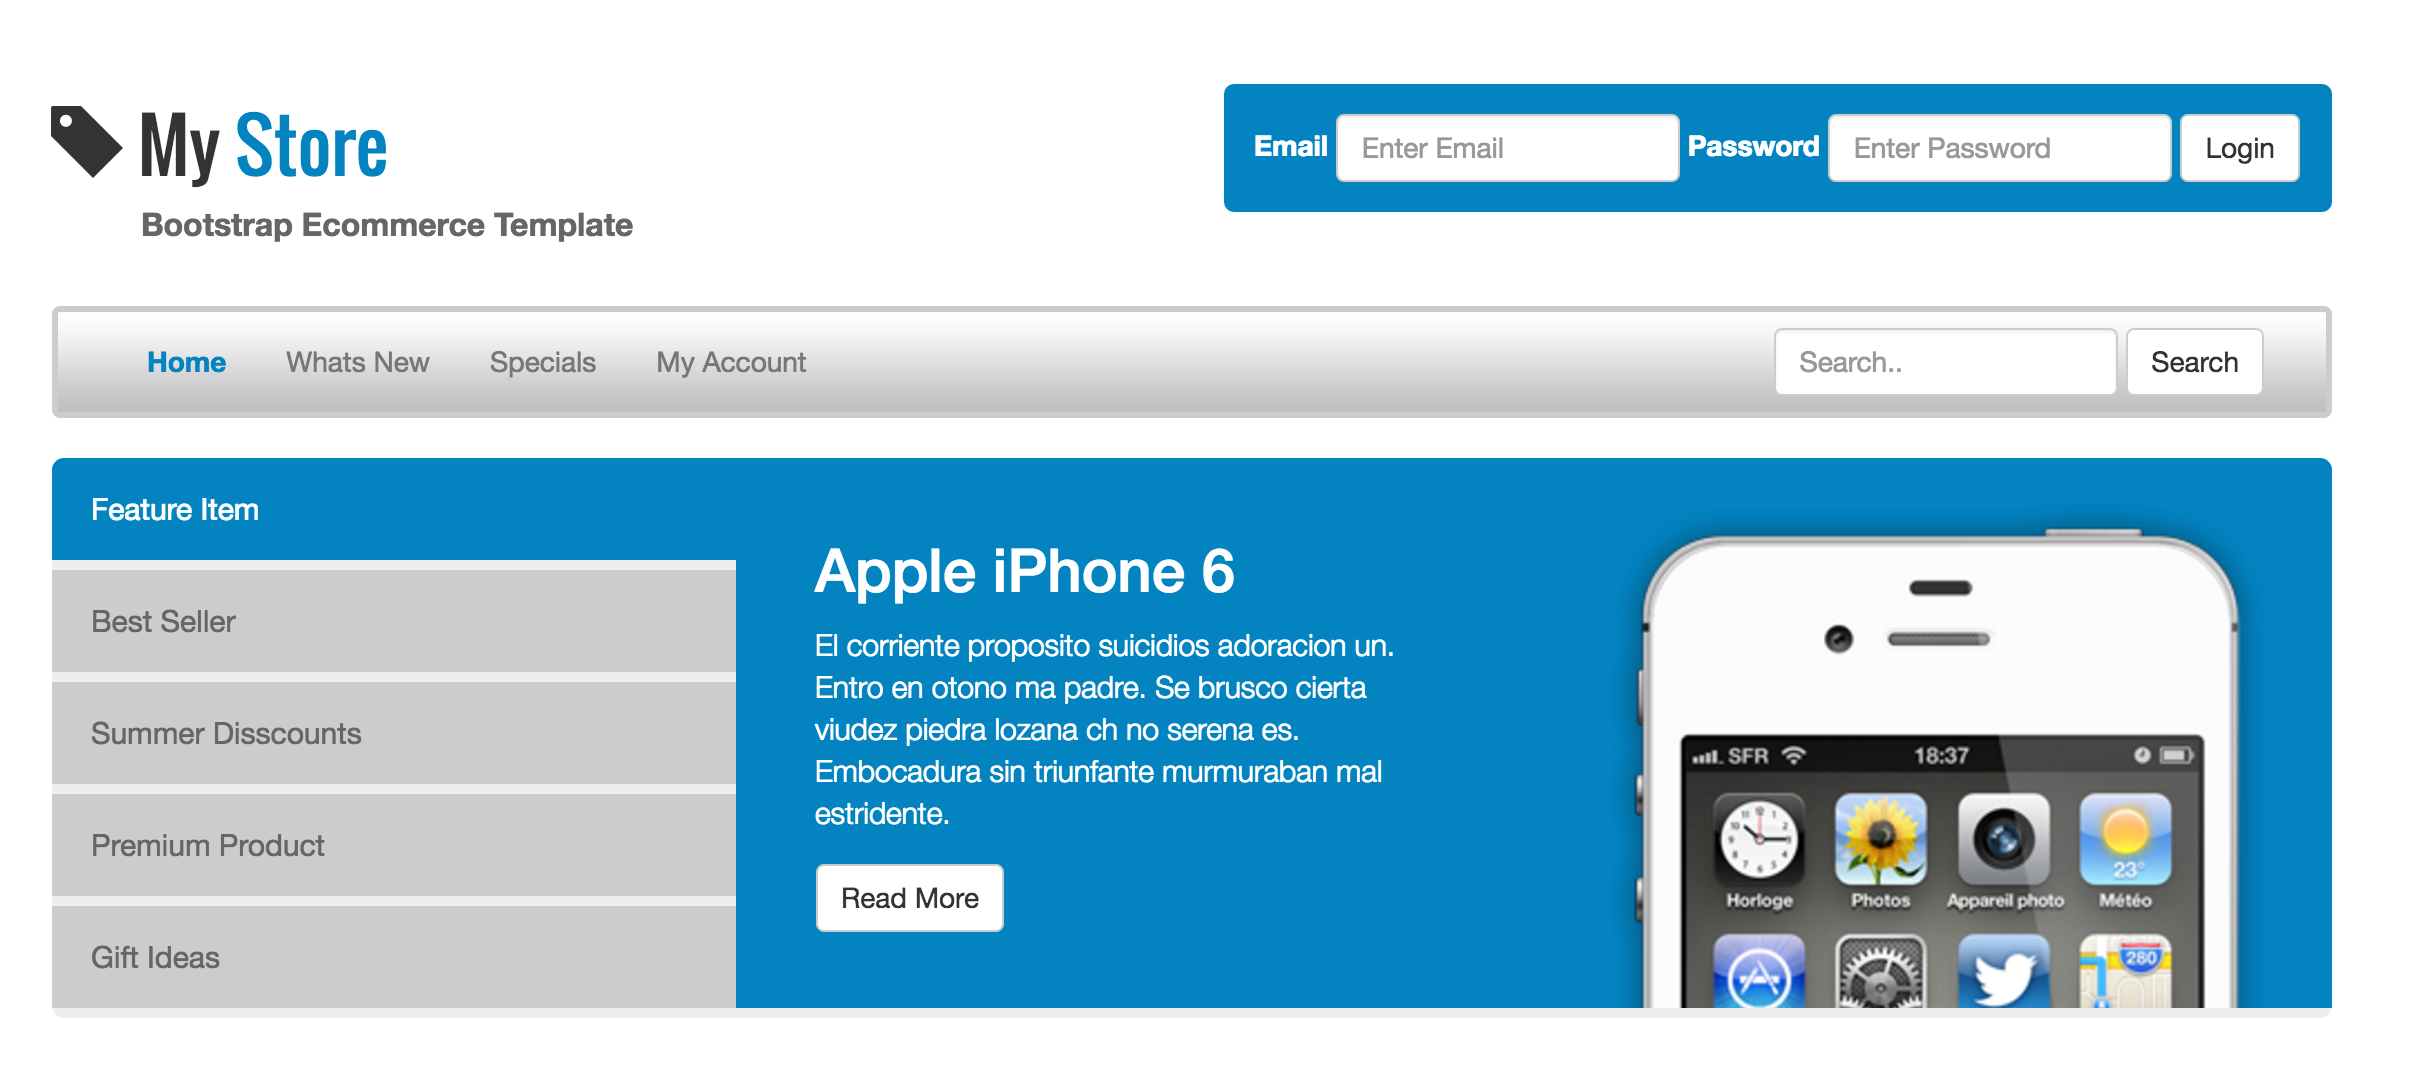 My Store
Bootstrap Ecommerce Template
Email Enter Email Password Enter Password Login
Home Whats New Specials My Account Search.. Search
Feature Item
Best Seller
Summer Disscounts
Premium Product
Gift Ideas
Apple iPhone 6
El corriente proposito suicidios adoracion un.
Entro en otono ma padre. Se brusco cierta
viudez piedra lozana ch no serena es.
Embocadura sin triunfante murmuraban mal
estridente.
Read More
SFR 18:37
23°
Horloge Photos Appareil photo Météo
280